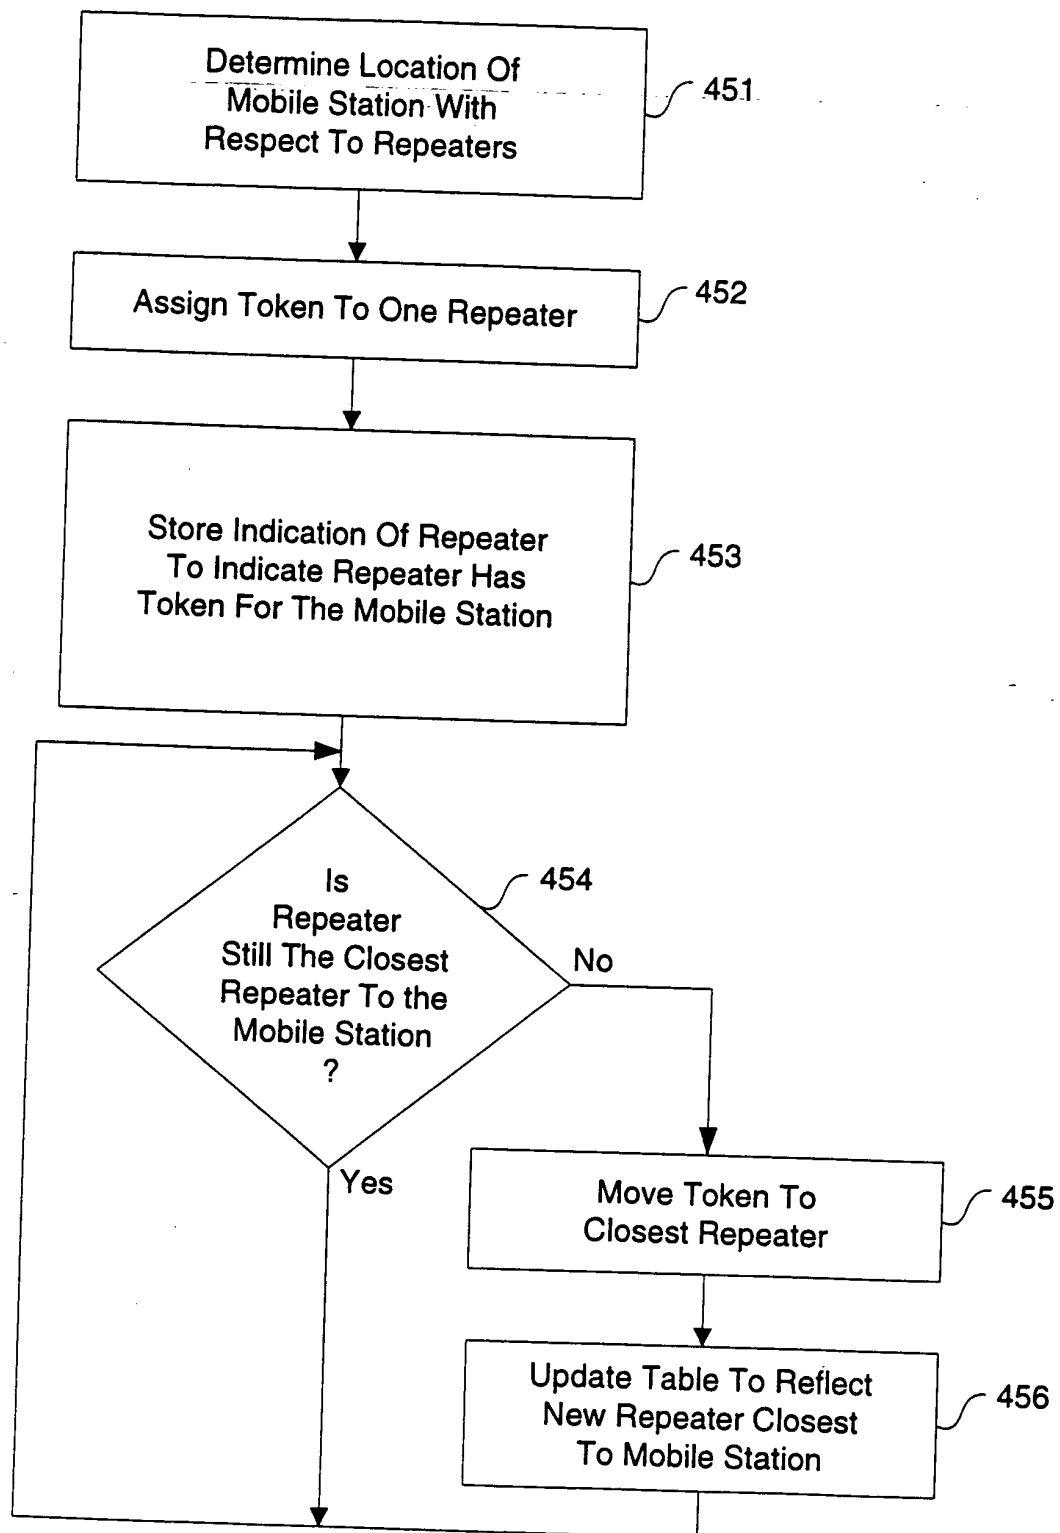 Determine Location Of
Mobile Station With
Respect To Repeaters
451
Assign Token To One Repeater
452
Store Indication Of Repeater
To Indicate Repeater Has
Token For The Mobile Station
453
Is
Repeater
Still The Closest
Repeater To the
Mobile Station
?
454
No
Yes
Move Token To
Closest Repeater
455
Update Table To Reflect
New Repeater Closest
To Mobile Station
456